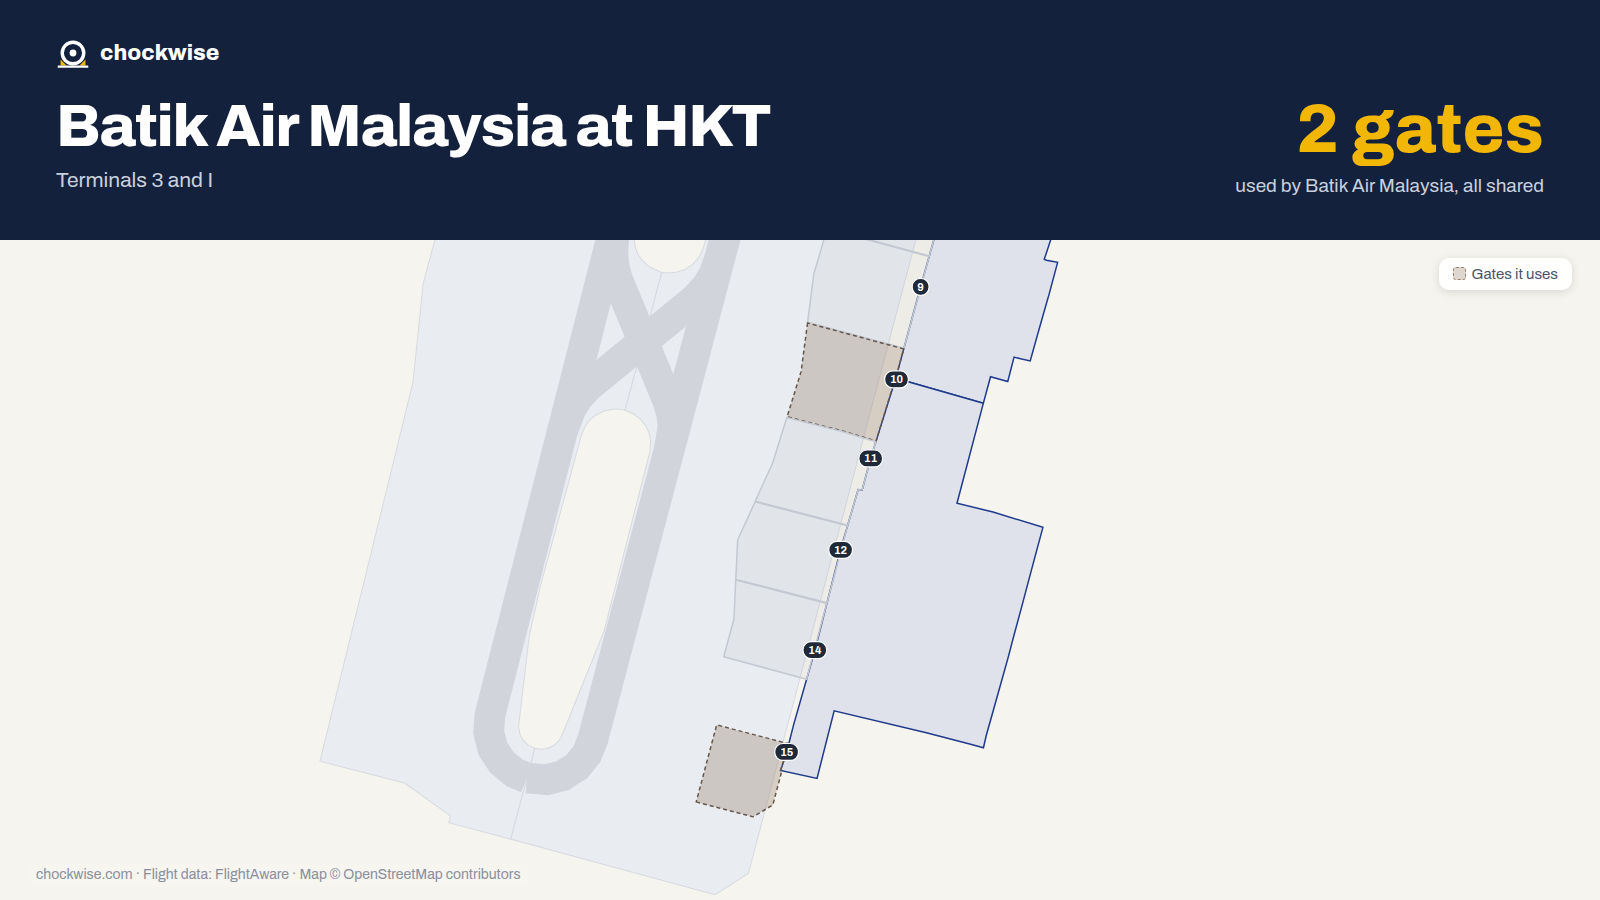 chockwise
Batik Air Malaysia at HKT
Terminals 3 and I
2 gates
used by Batik Air Malaysia, all shared
Gates it uses
9
10
11
12
14
15
chockwise.com · Flight data: FlightAware · Map © OpenStreetMap contributors